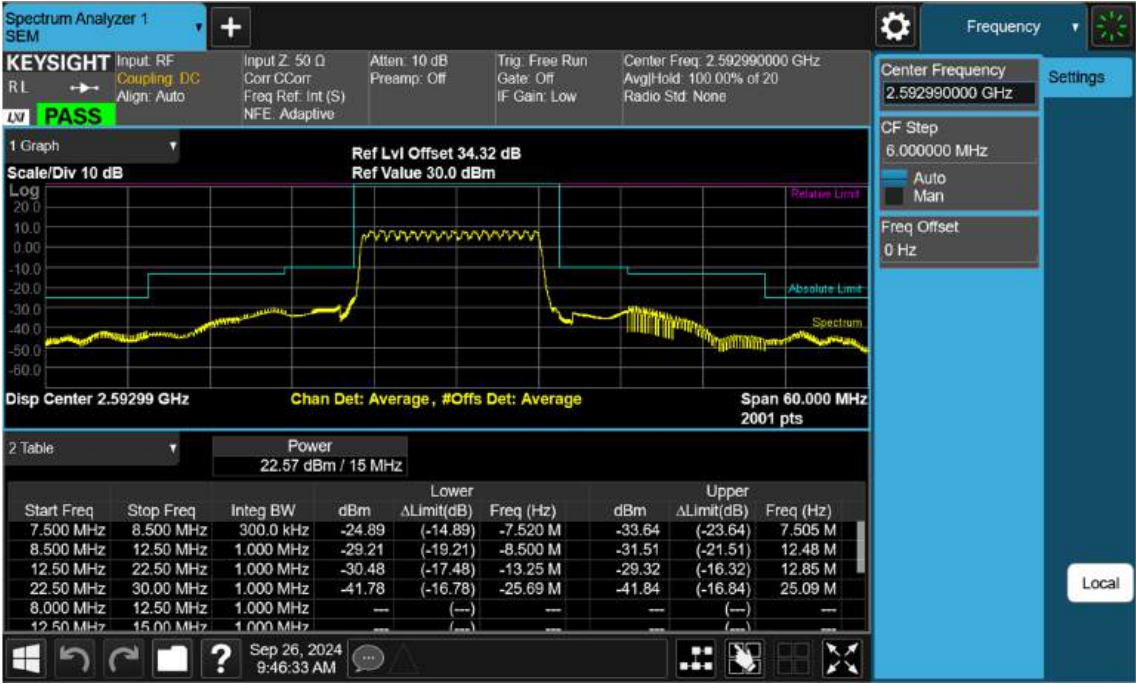 Spectrum Analyzer 1
SEM
Frequency
KEYSIGHT
R L
LXI
PASS
Input: RF
Coupling: DC
Align: Auto
Input Z: 50 Ω
Corr CCorr
Freq Ref: Int (S)
NFE: Adaptive
Atten: 10 dB
Preamp: Off
Trig: Free Run
Gate: Off
IF Gain: Low
Center Freq: 2.592990000 GHz
Avg|Hold: 100.00% of 20
Radio Std: None
Center Frequency
2.592990000 GHz
Settings
CF Step
6.000000 MHz
Auto
Man
Freq Offset
0 Hz
1 Graph
Scale/Div 10 dB
Ref Lvl Offset 34.32 dB
Ref Value 30.0 dBm
Log
20.0
10.0
0.00
-10.0
-20.0
-30.0
-40.0
-50.0
-60.0
Relative Limit
Absolute Limit
Spectrum
Disp Center 2.59299 GHz
Chan Det: Average, #Offs Det: Average
Span 60.000 MHz
2001 pts
2 Table
Power
22.57 dBm / 15 MHz
Lower Upper
Start Freq Stop Freq Integ BW dBm ΔLimit(dB) Freq (Hz) dBm ΔLimit(dB) Freq (Hz)
7.500 MHz 8.500 MHz 300.0 kHz -24.89 (-14.89) -7.520 M -33.64 (-23.64) 7.505 M
8.500 MHz 12.50 MHz 1.000 MHz -29.21 (-19.21) -8.500 M -31.51 (-21.51) 12.48 M
12.50 MHz 22.50 MHz 1.000 MHz -30.48 (-17.48) -13.25 M -29.32 (-16.32) 12.85 M
22.50 MHz 30.00 MHz 1.000 MHz -41.78 (-16.78) -25.69 M -41.84 (-16.84) 25.09 M
8.000 MHz 12.50 MHz 1.000 MHz --- (---) --- --- (---) ---
12.50 MHz 15.00 MHz 1.000 MHz --- (---) --- --- (---) ---
Local
?
Sep 26, 2024
9:46:33 AM